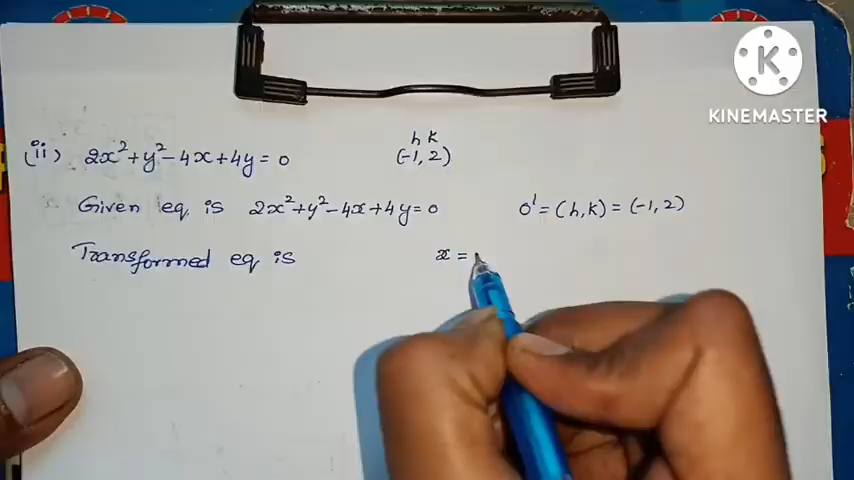 KINEMASTER
h k
(ii) 2x²+y²-4x+4y=0 (-1,2)
Given eq is 2x²+y²-4x+4y=0 O'=(h,k)=(-1,2)
Transformed eq is x=